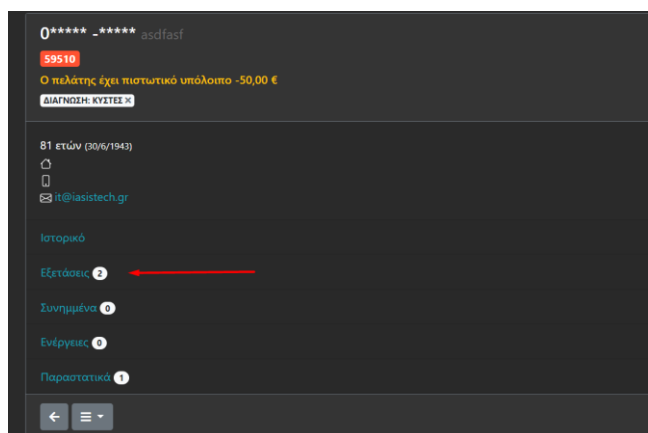 0***** -***** asdfasf
59510
Ο πελάτης έχει πιστωτικό υπόλοιπο -50,00 €
ΔΙΑΓΝΩΣΗ: ΚΥΣΤΕΣ ×
81 ετών (30/6/1943)
it@iasistech.gr
Ιστορικό
Εξετάσεις 2
Συνημμένα 0
Ενέργειες 0
Παραστατικά 1